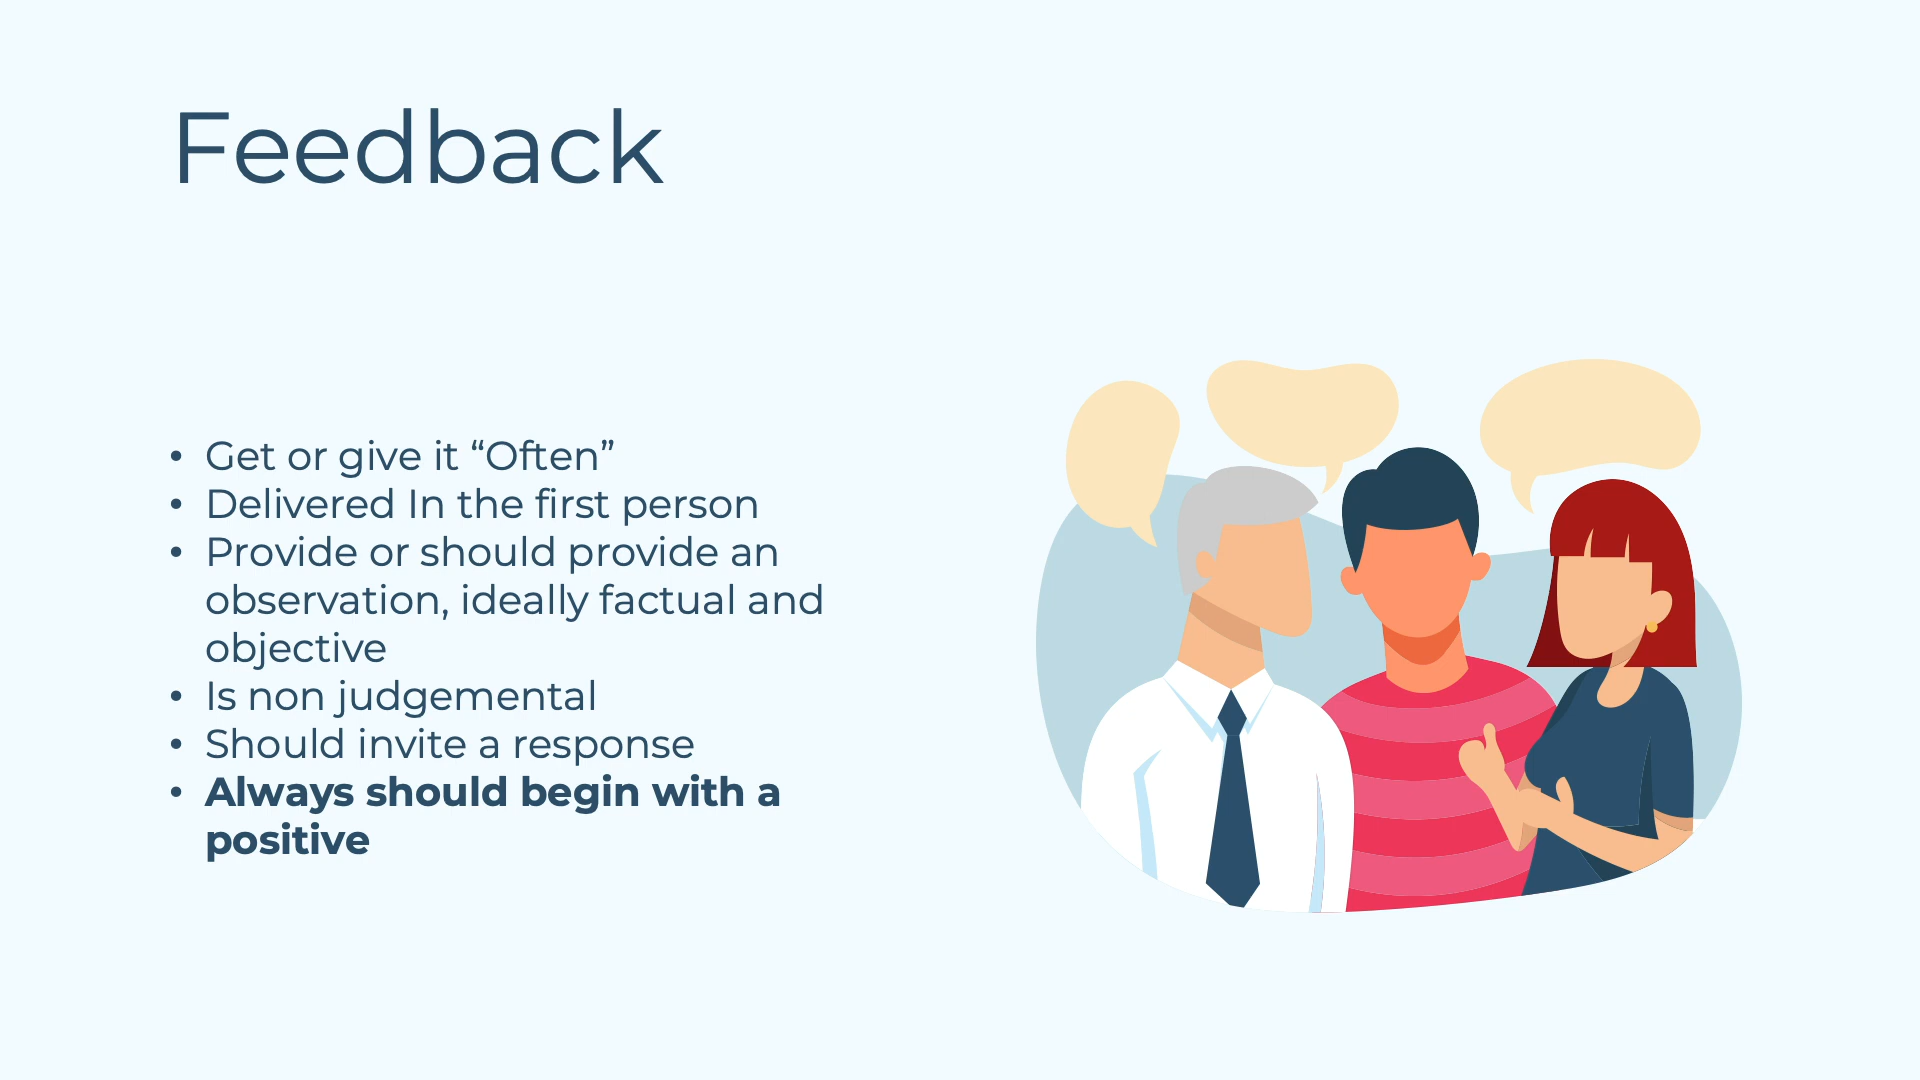 Feedback
• Get or give it “Often”
• Delivered In the first person
• Provide or should provide an
observation, ideally factual and
objective
• Is non judgemental
• Should invite a response
• Always should begin with a
positive